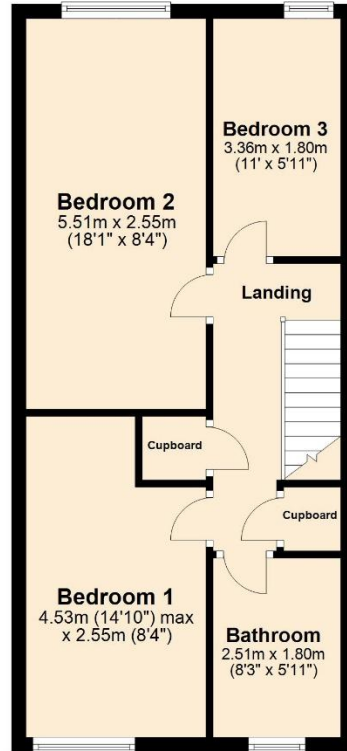 Bedroom 3
3.36m x 1.80m
(11' x 5'11")
Bedroom 2
5.51m x 2.55m
(18'1" x 8'4")
Landing
Cupboard
Cupboard
Bedroom 1
4.53m (14'10") max
x 2.55m (8'4")
Bathroom
2.51m x 1.80m
(8'3" x 5'11")